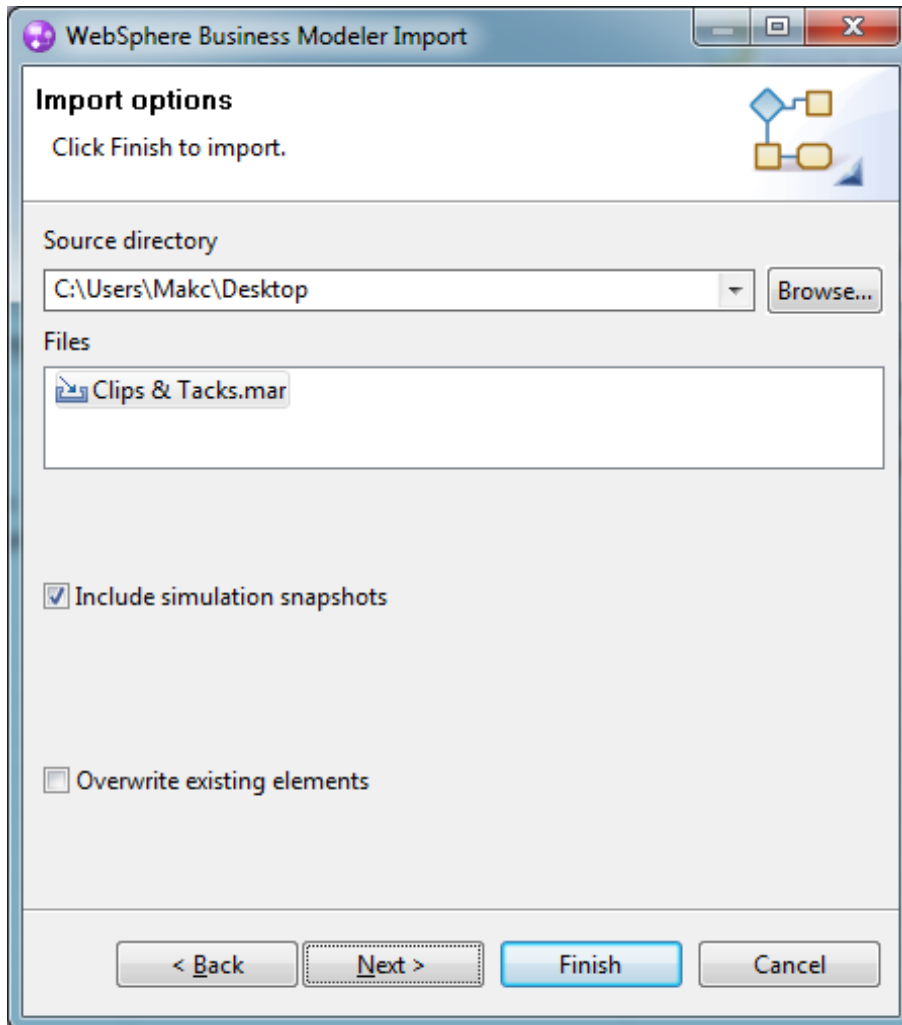 WebSphere Business Modeler Import
Import options
Click Finish to import.
Source directory
C:\Users\Makc\Desktop
Browse...
Files
Clips & Tacks.mar
Include simulation snapshots
Overwrite existing elements
< Back Next > Finish Cancel